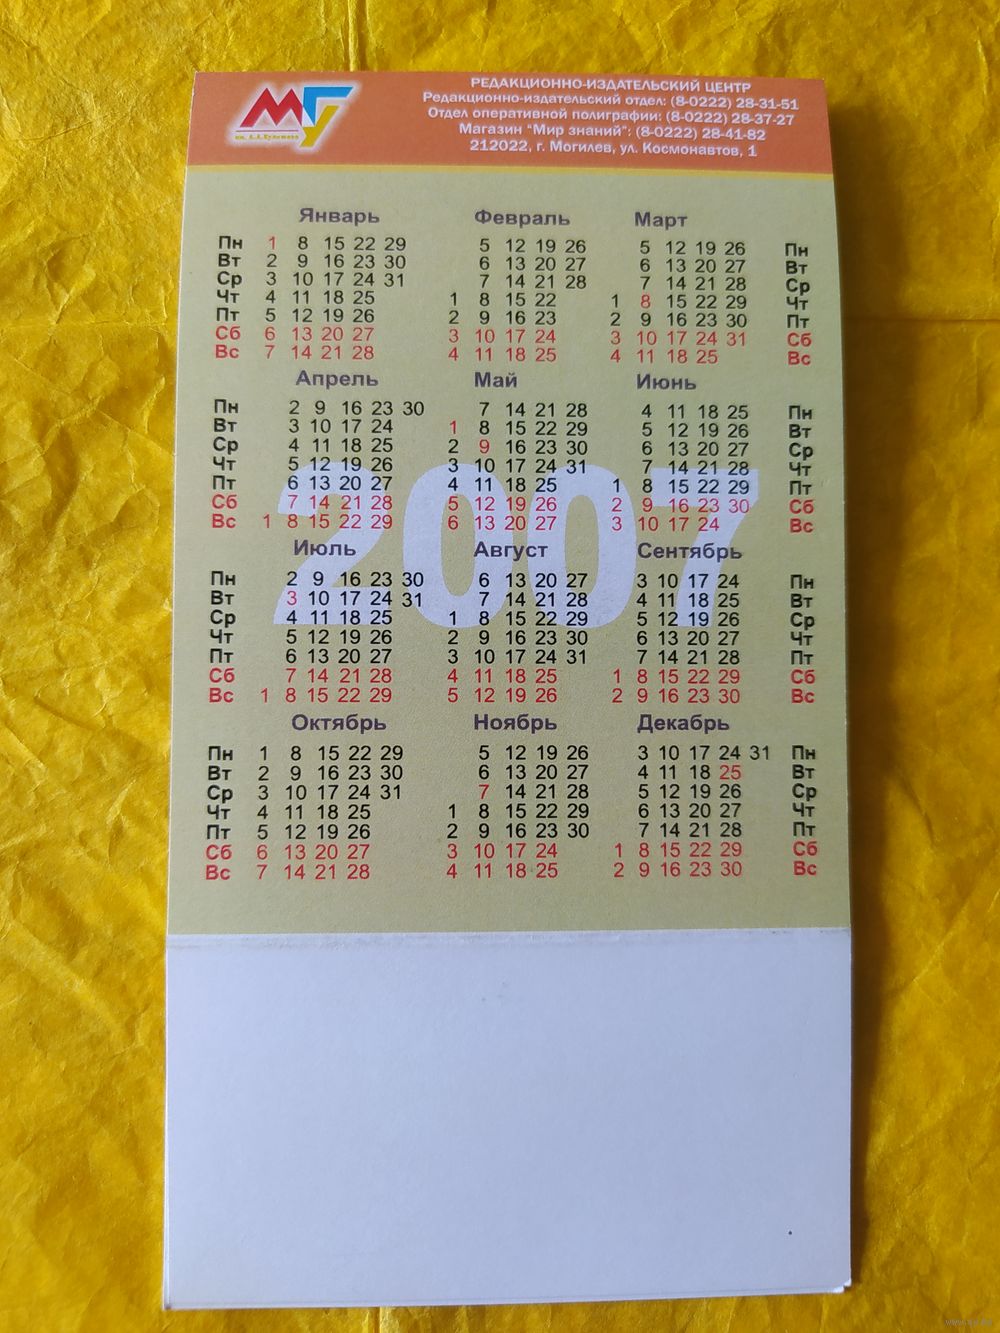 МГУ
им. А.А.Кулешова
РЕДАКЦИОННО-ИЗДАТЕЛЬСКИЙ ЦЕНТР
Редакционно-издательский отдел: (8-0222) 28-31-51
Отдел оперативной полиграфии: (8-0222) 28-37-27
Магазин "Мир знаний": (8-0222) 28-41-82
212022, г. Могилев, ул. Космонавтов, 1
2007
Январь Февраль Март
Пн 1 8 15 22 29 5 12 19 26 5 12 19 26 Пн
Вт 2 9 16 23 30 6 13 20 27 6 13 20 27 Вт
Ср 3 10 17 24 31 7 14 21 28 7 14 21 28 Ср
Чт 4 11 18 25 1 8 15 22 1 8 15 22 29 Чт
Пт 5 12 19 26 2 9 16 23 2 9 16 23 30 Пт
Сб 6 13 20 27 3 10 17 24 3 10 17 24 31 Сб
Вс 7 14 21 28 4 11 18 25 4 11 18 25 Вс
Апрель Май Июнь
Пн 2 9 16 23 30 7 14 21 28 4 11 18 25 Пн
Вт 3 10 17 24 1 8 15 22 29 5 12 19 26 Вт
Ср 4 11 18 25 2 9 16 23 30 6 13 20 27 Ср
Чт 5 12 19 26 3 10 17 24 31 7 14 21 28 Чт
Пт 6 13 20 27 4 11 18 25 1 8 15 22 29 Пт
Сб 7 14 21 28 5 12 19 26 2 9 16 23 30 Сб
Вс 1 8 15 22 29 6 13 20 27 3 10 17 24 Вс
Июль Август Сентябрь
Пн 2 9 16 23 30 6 13 20 27 3 10 17 24 Пн
Вт 3 10 17 24 31 7 14 21 28 4 11 18 25 Вт
Ср 4 11 18 25 1 8 15 22 29 5 12 19 26 Ср
Чт 5 12 19 26 2 9 16 23 30 6 13 20 27 Чт
Пт 6 13 20 27 3 10 17 24 31 7 14 21 28 Пт
Сб 7 14 21 28 4 11 18 25 1 8 15 22 29 Сб
Вс 1 8 15 22 29 5 12 19 26 2 9 16 23 30 Вс
Октябрь Ноябрь Декабрь
Пн 1 8 15 22 29 5 12 19 26 3 10 17 24 31 Пн
Вт 2 9 16 23 30 6 13 20 27 4 11 18 25 Вт
Ср 3 10 17 24 31 7 14 21 28 5 12 19 26 Ср
Чт 4 11 18 25 1 8 15 22 29 6 13 20 27 Чт
Пт 5 12 19 26 2 9 16 23 30 7 14 21 28 Пт
Сб 6 13 20 27 3 10 17 24 1 8 15 22 29 Сб
Вс 7 14 21 28 4 11 18 25 2 9 16 23 30 Вс